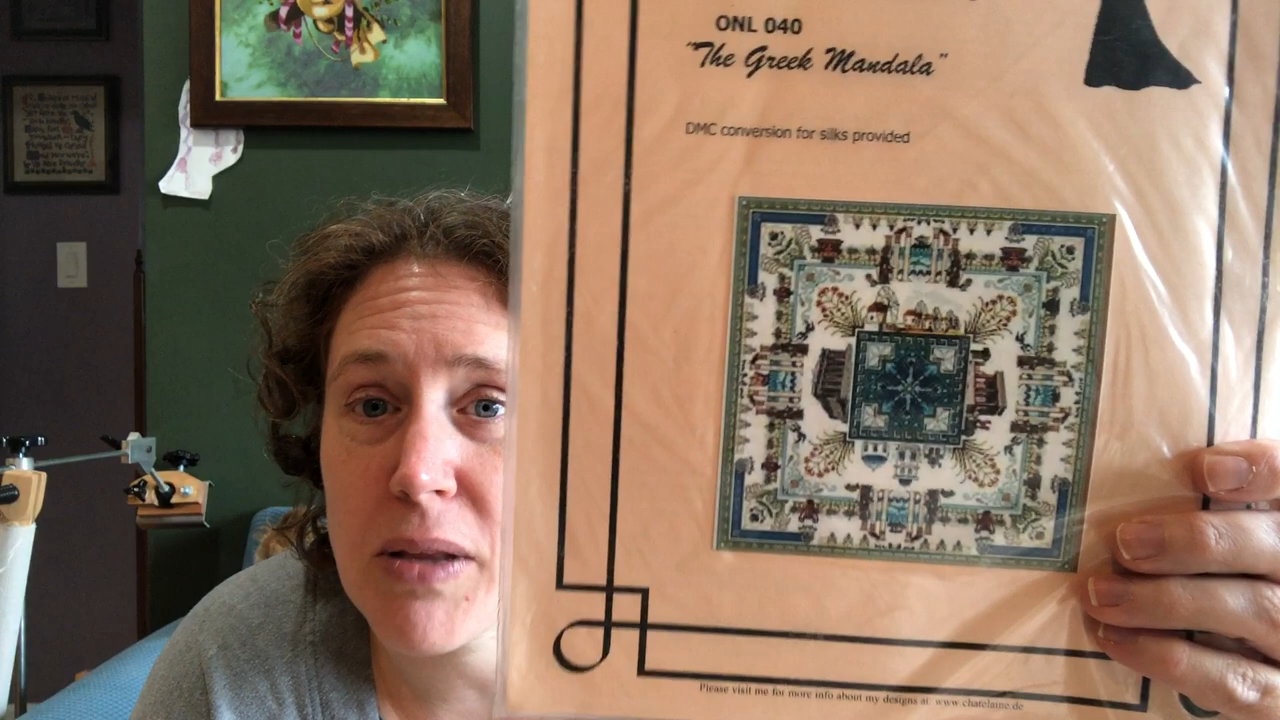 ONL 040
"The Greek Mandala"
DMC conversion for silks provided
Please visit me for more info about my designs at: www.chatelaine.de